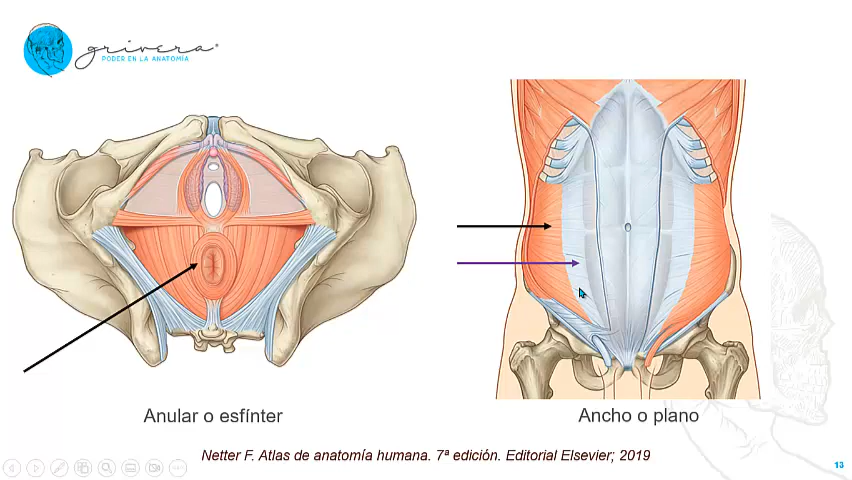 grivera
PODER EN LA ANATOMÍA
Anular o esfínter
Ancho o plano
Netter F. Atlas de anatomía humana. 7ª edición. Editorial Elsevier; 2019
13